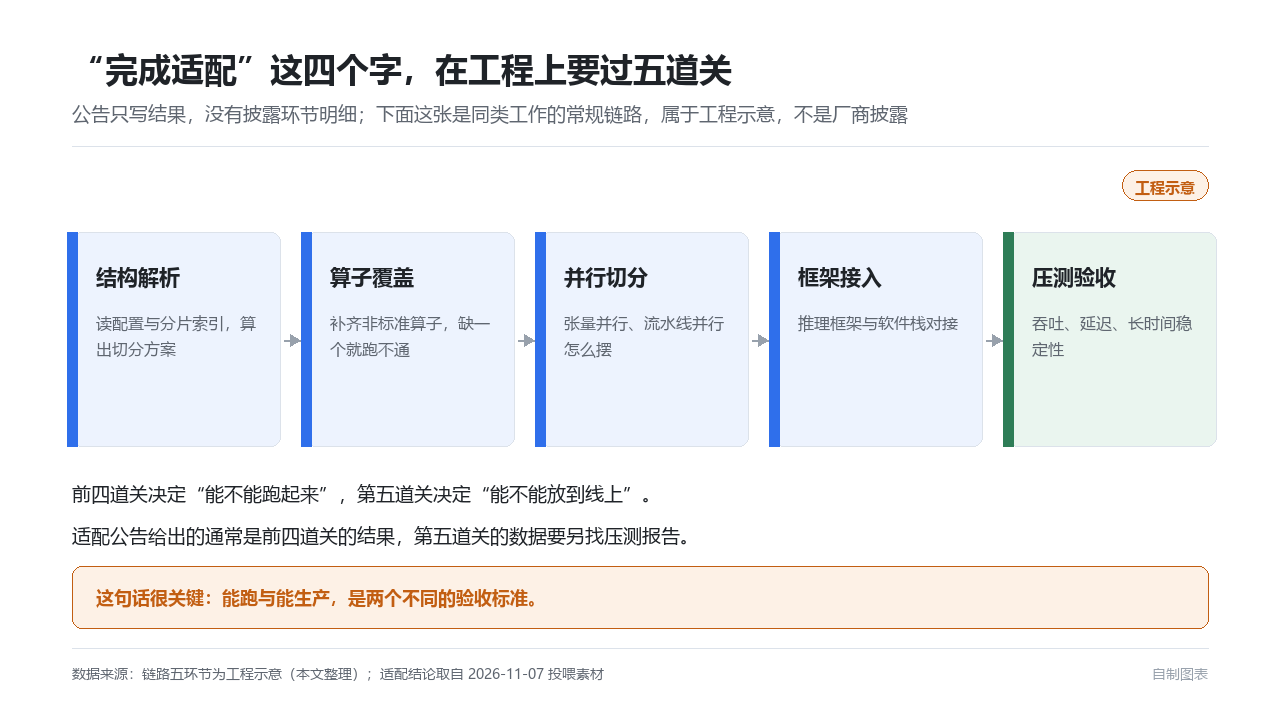 “完成适配”这四个字，在工程上要过五道关
公告只写结果，没有披露环节明细；下面这张是同类工作的常规链路，属于工程示意，不是厂商披露
工程示意
结构解析
读配置与分片索引，算
出切分方案
算子覆盖
补齐非标准算子，缺一
个就跑不通
并行切分
张量并行、流水线并行
怎么摆
框架接入
推理框架与软件栈对接
压测验收
吞吐、延迟、长时间稳
定性
前四道关决定“能不能跑起来”，第五道关决定“能不能放到线上”。
适配公告给出的通常是前四道关的结果，第五道关的数据要另找压测报告。
这句话很关键：能跑与能生产，是两个不同的验收标准。
数据来源：链路五环节为工程示意（本文整理）；适配结论取自 2026-11-07 投喂素材
自制图表